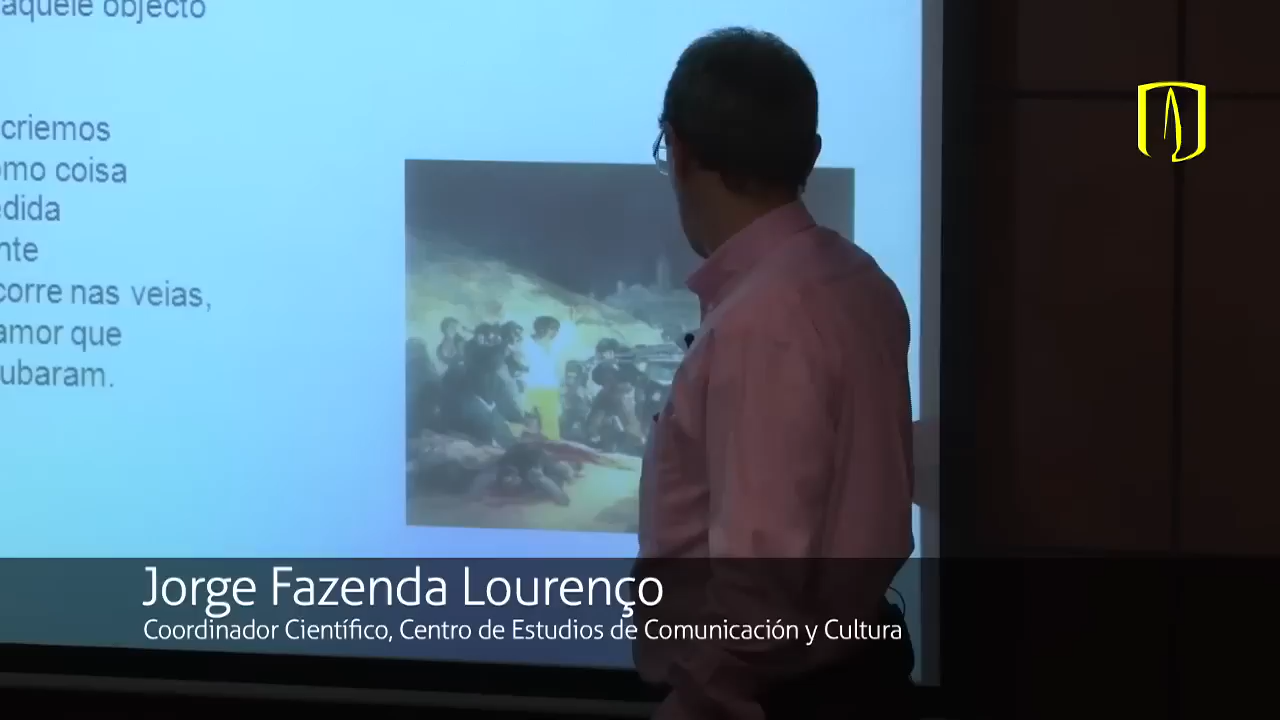 aquele objecto
criemos
omo coisa
edida
nte
corre nas veias,
amor que
ubaram.
Jorge Fazenda Lourenço
Coordinador Científico, Centro de Estudios de Comunicación y Cultura